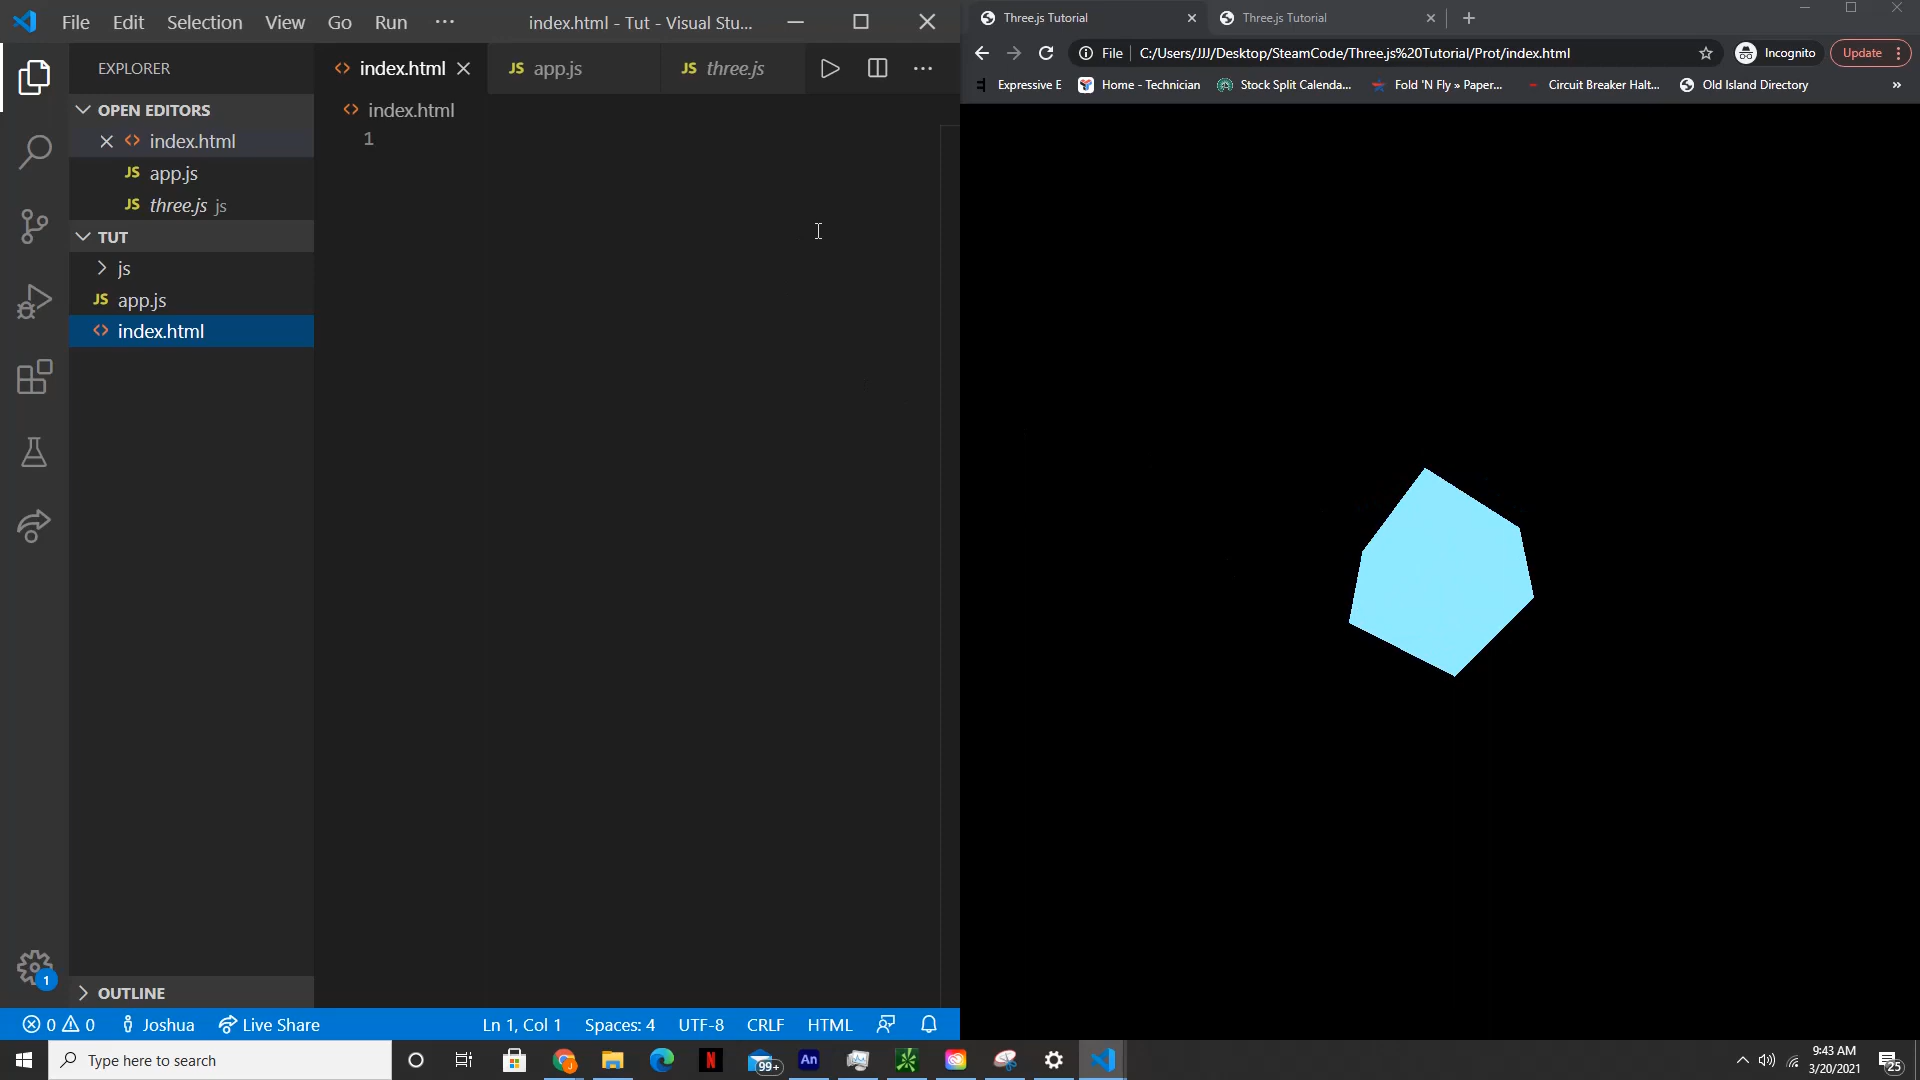 File Edit Selection View Go Run ··· index.html - Tut - Visual Stu...
EXPLORER
OPEN EDITORS
index.html
app.js
three.js js
TUT
js
app.js
index.html
OUTLINE
index.html app.js three.js
index.html
1
1
0 0 Joshua Live Share Ln 1, Col 1 Spaces: 4 UTF-8 CRLF HTML
Three.js Tutorial Three.js Tutorial
File C:/Users/JJJ/Desktop/SteamCode/Three.js%20Tutorial/Prot/index.html Incognito Update
Expressive E Home - Technician Stock Split Calenda... Fold 'N Fly » Paper... Circuit Breaker Halt... Old Island Directory »
Type here to search 99+ An N J 9:43 AM
3/20/2021 25